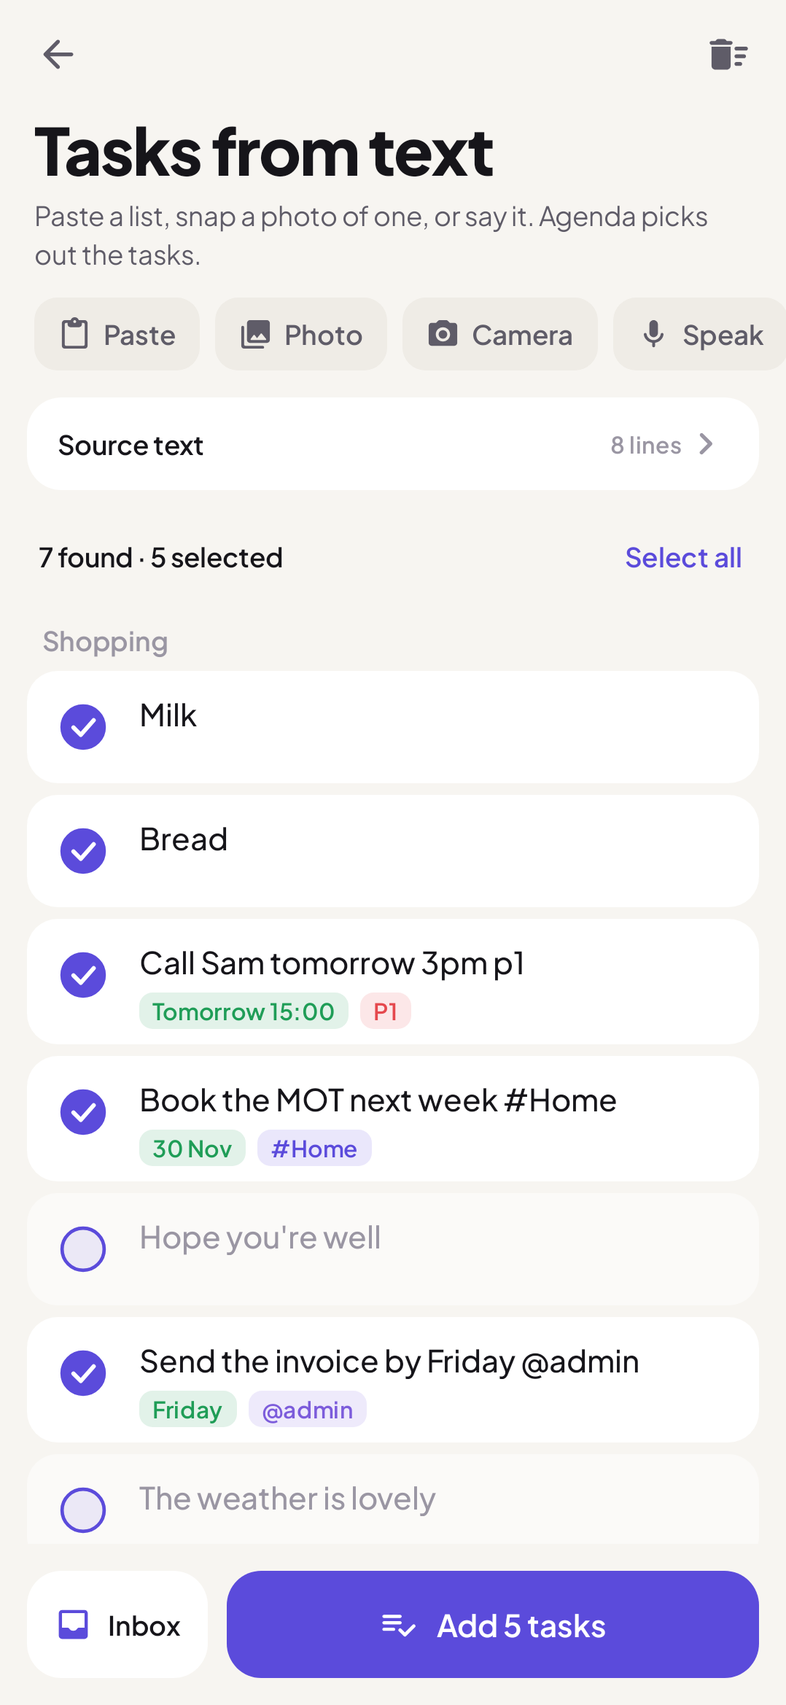 Tasks from text
Paste a list, snap a photo of one, or say it. Agenda picks
out the tasks.
Paste
Photo
Camera
Speak
Source text
8 lines
7 found · 5 selected
Select all
Shopping
Milk
Bread
Call Sam tomorrow 3pm p1
Tomorrow 15:00
P1
Book the MOT next week #Home
30 Nov
#Home
Hope you're well
Send the invoice by Friday @admin
Friday
@admin
The weather is lovely
Inbox
Add 5 tasks